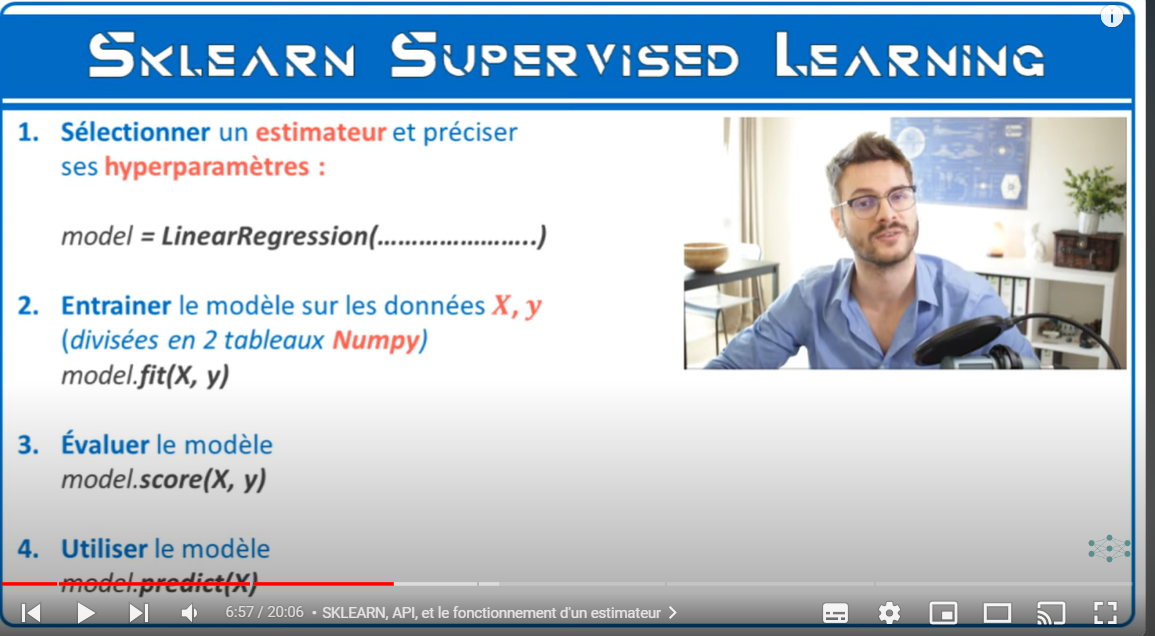 SKLEARN SUPERVISED LEARNING
1. Sélectionner un estimateur et préciser
ses hyperparamètres :
model = LinearRegression(…………………..)
2. Entrainer le modèle sur les données X, y
(divisées en 2 tableaux Numpy)
model.fit(X, y)
3. Évaluer le modèle
model.score(X, y)
4. Utiliser le modèle
model.predict(X)
6:57 / 20:06 • SKLEARN, API, et le fonctionnement d'un estimateur